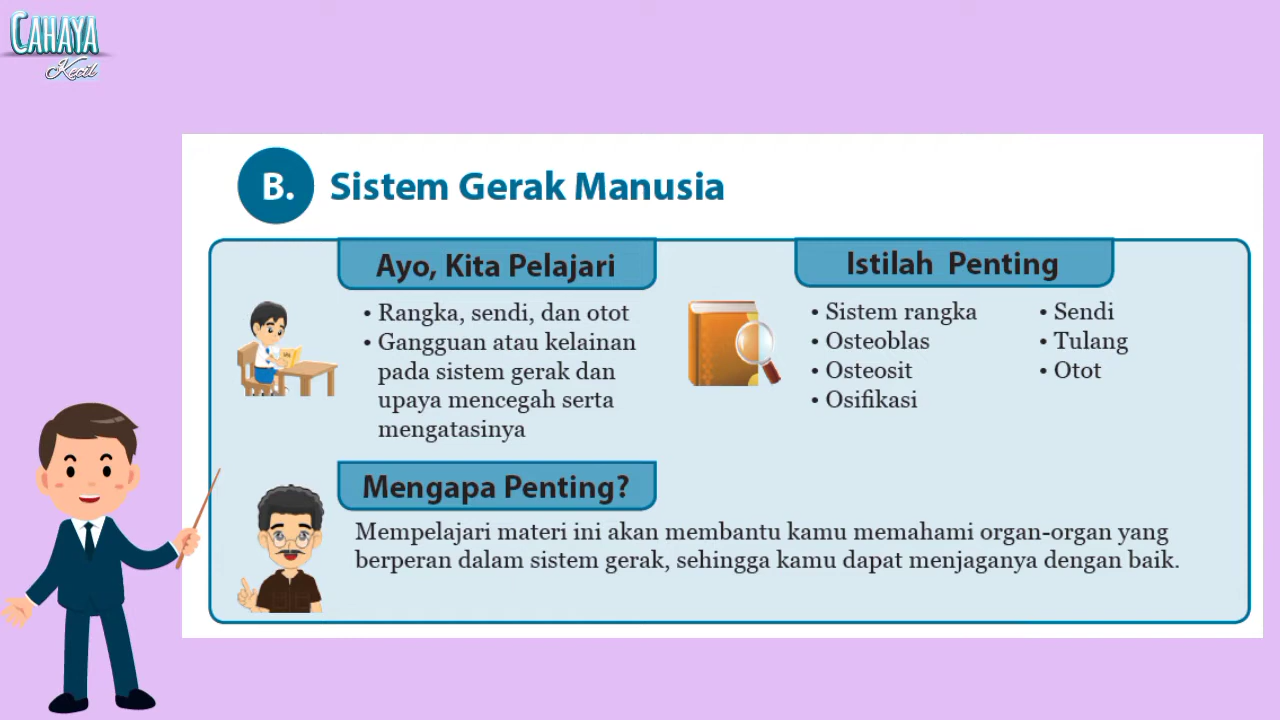 CAHAYA
Kecil
B. Sistem Gerak Manusia
Ayo, Kita Pelajari
• Rangka, sendi, dan otot
• Gangguan atau kelainan
pada sistem gerak dan
upaya mencegah serta
mengatasinya
Istilah Penting
• Sistem rangka
• Osteoblas
• Osteosit
• Osifikasi
• Sendi
• Tulang
• Otot
Mengapa Penting?
Mempelajari materi ini akan membantu kamu memahami organ-organ yang
berperan dalam sistem gerak, sehingga kamu dapat menjaganya dengan baik.